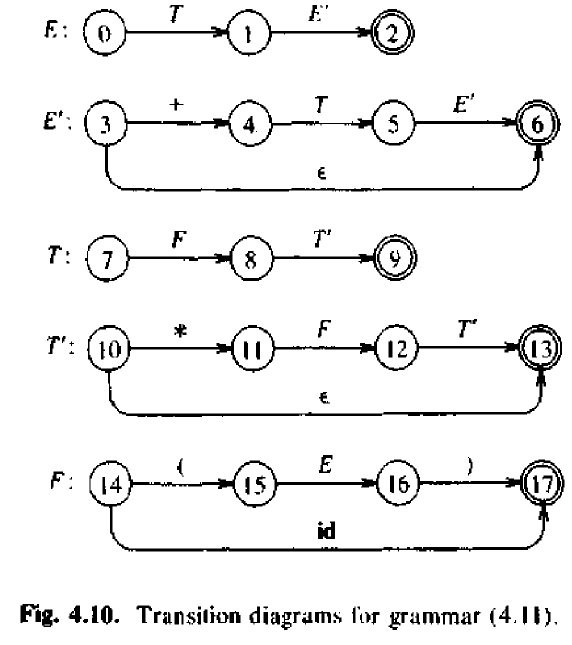 E: 0 T 1 E' 2
E': 3 + 4 T 5 E' 6
ϵ
T: 7 F 8 T' 9
T': 10 * 11 F 12 T' 13
ϵ
F: 14 ( 15 E 16 ) 17
id
Fig. 4.10. Transition diagrams for grammar (4.11).